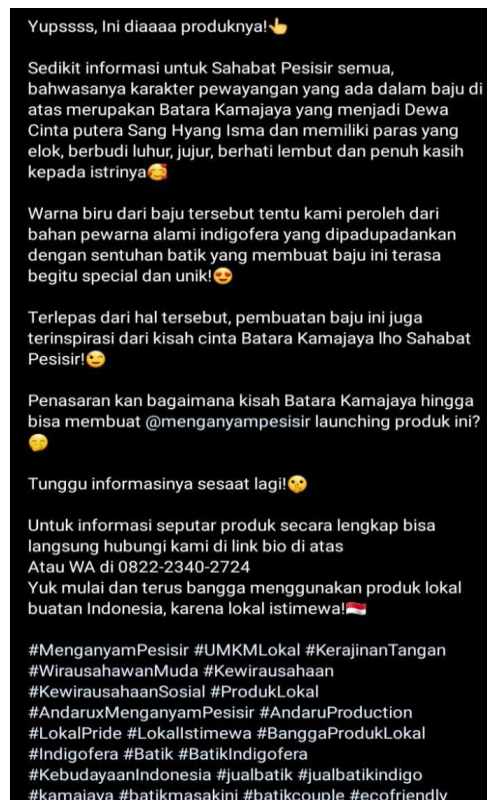 Yupssss, Ini diaaaa produknya!👆
Sedikit informasi untuk Sahabat Pesisir semua,
bahwasanya karakter pewayangan yang ada dalam baju di
atas merupakan Batara Kamajaya yang menjadi Dewa
Cinta putera Sang Hyang Isma dan memiliki paras yang
elok, berbudi luhur, jujur, berhati lembut dan penuh kasih
kepada istrinya🥰
Warna biru dari baju tersebut tentu kami peroleh dari
bahan pewarna alami indigofera yang dipadupadankan
dengan sentuhan batik yang membuat baju ini terasa
begitu special dan unik!😍
Terlepas dari hal tersebut, pembuatan baju ini juga
terinspirasi dari kisah cinta Batara Kamajaya lho Sahabat
Pesisir!😉
Penasaran kan bagaimana kisah Batara Kamajaya hingga
bisa membuat @menganyampesisir launching produk ini?
🤭
Tunggu informasinya sesaat lagi!🤫
Untuk informasi seputar produk secara lengkap bisa
langsung hubungi kami di link bio di atas
Atau WA di 0822-2340-2724
Yuk mulai dan terus bangga menggunakan produk lokal
buatan Indonesia, karena lokal istimewa!🇮🇩
#MenganyamPesisir #UMKMLokal #KerajinanTangan
#WirausahawanMuda #Kewirausahaan
#KewirausahaanSosial #ProdukLokal
#AndaruxMenganyamPesisir #AndaruProduction
#LokalPride #LokalIstimewa #BanggaProdukLokal
#Indigofera #Batik #BatikIndigofera
#KebudayaanIndonesia #jualbatik #jualbatikindigo
#kamajaya #batikmasakini #batikcouple #ecofriendly